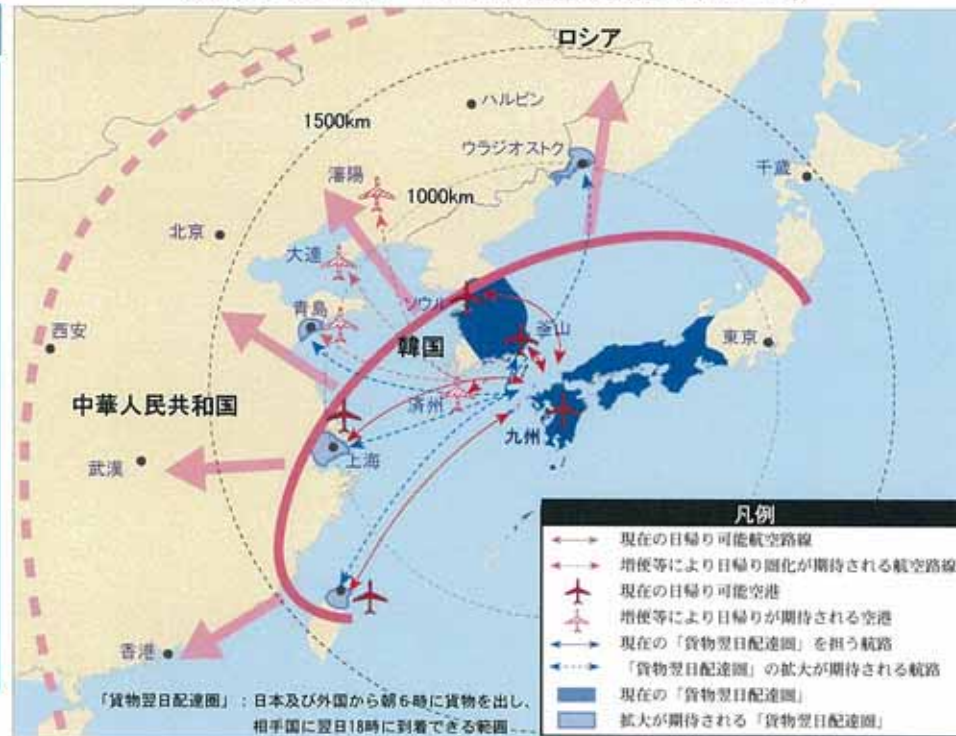 ロシア
ハルビン
1500km
ウラジオストク
瀋陽
千歳
1000km
北京
大連
ソウル
青島
釜山
西安
韓国
東京
済州
中華人民共和国
九州
上海
武漢
香港
凡例
現在の日帰り可能航空路線
増便等により日帰り圏化が期待される航空路線
現在の日帰り可能空港
増便等により日帰りが期待される空港
現在の「貨物翌日配達圏」を担う航路
「貨物翌日配達圏」の拡大が期待される航路
現在の「貨物翌日配達圏」
拡大が期待される「貨物翌日配達圏」
「貨物翌日配達圏」:日本及び外国から朝6時に貨物を出し、
相手国に翌日18時に到着できる範囲